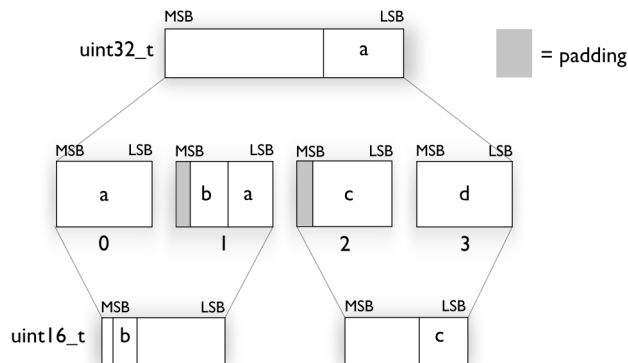 MSB LSB
uint32_t a = padding
MSB LSB MSB LSB MSB LSB MSB LSB
a b a c d
0 1 2 3
MSB LSB MSB LSB
uint16_t b c